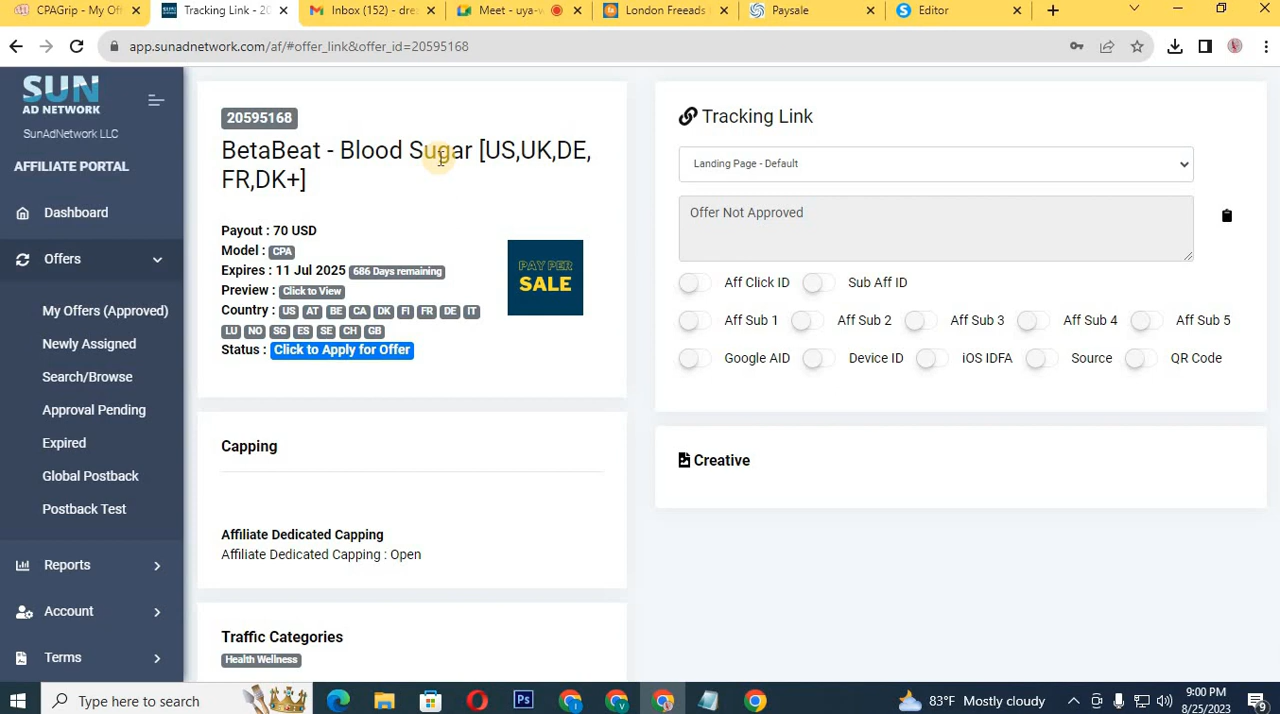 CPAGrip - My Of
Tracking Link - 20
Inbox (152) - dre
Meet - uya-
London Freeads
Paysale
Editor
app.sunadnetwork.com/af/#offer_link&offer_id=20595168
SUN
AD NETWORK
SunAdNetwork LLC
AFFILIATE PORTAL
Dashboard
Offers
My Offers (Approved)
Newly Assigned
Search/Browse
Approval Pending
Expired
Global Postback
Postback Test
Reports
Account
Terms
20595168
BetaBeat - Blood Sugar [US,UK,DE,
FR,DK+]
Payout : 70 USD
Model : CPA
Expires : 11 Jul 2025 686 Days remaining
Preview : Click to View
Country : US AT BE CA DK FI FR DE IT
LU NO SG ES SE CH GB
Status : Click to Apply for Offer
PAY PER
SALE
Capping
Affiliate Dedicated Capping
Affiliate Dedicated Capping : Open
Traffic Categories
Health Wellness
Tracking Link
Landing Page - Default
Offer Not Approved
Aff Click ID Sub Aff ID
Aff Sub 1 Aff Sub 2 Aff Sub 3 Aff Sub 4 Aff Sub 5
Google AID Device ID iOS IDFA Source QR Code
Creative
Type here to search
Ps
83°F Mostly cloudy
9:00 PM
8/25/2023
9